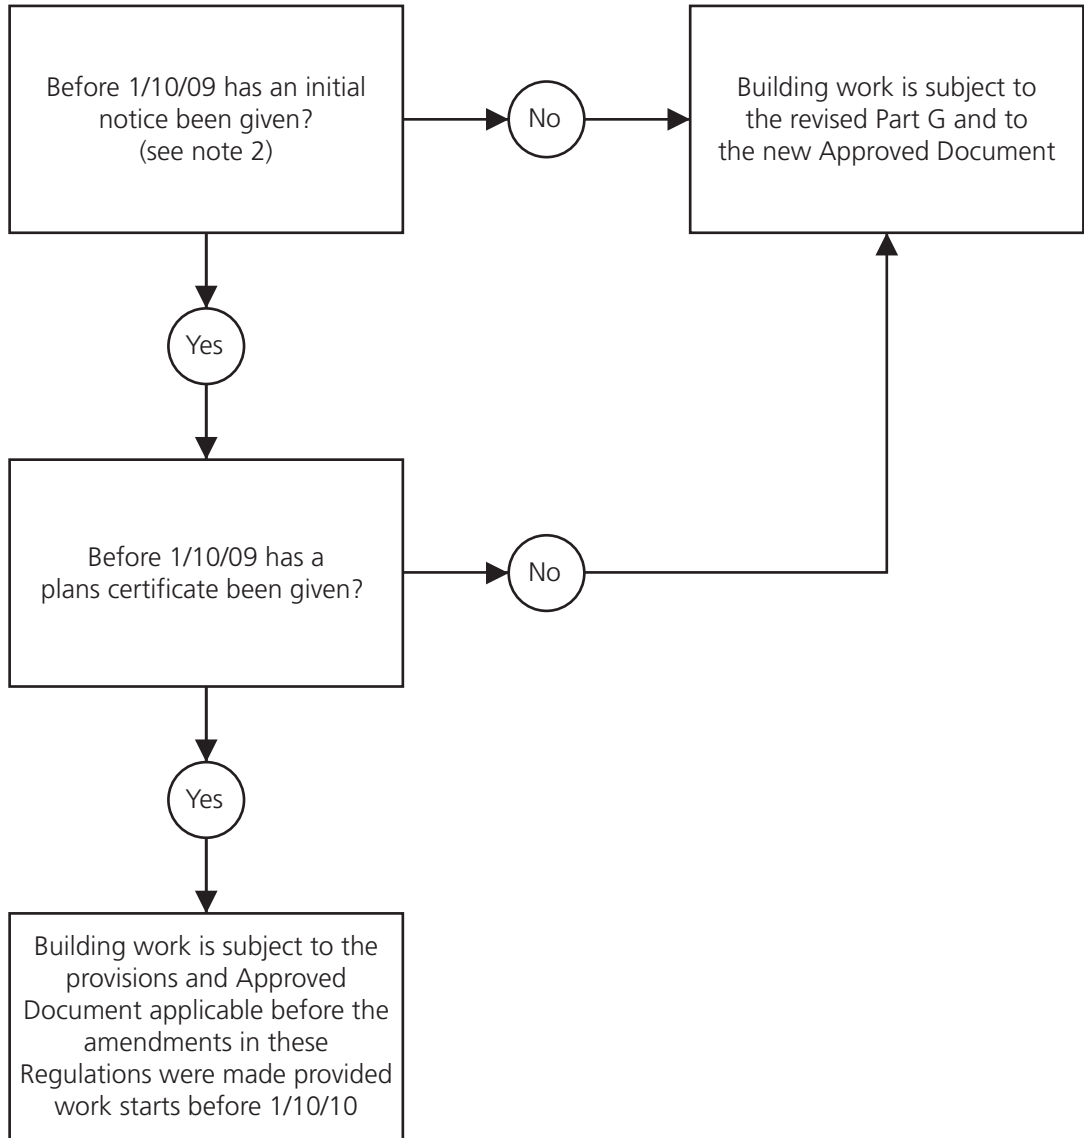 Before 1/10/09 has an initial
notice been given?
(see note 2)
No
Building work is subject to
the revised Part G and to
the new Approved Document
Yes
Before 1/10/09 has a
plans certificate been given?
No
Yes
Building work is subject to the
provisions and Approved
Document applicable before the
amendments in these
Regulations were made provided
work starts before 1/10/10